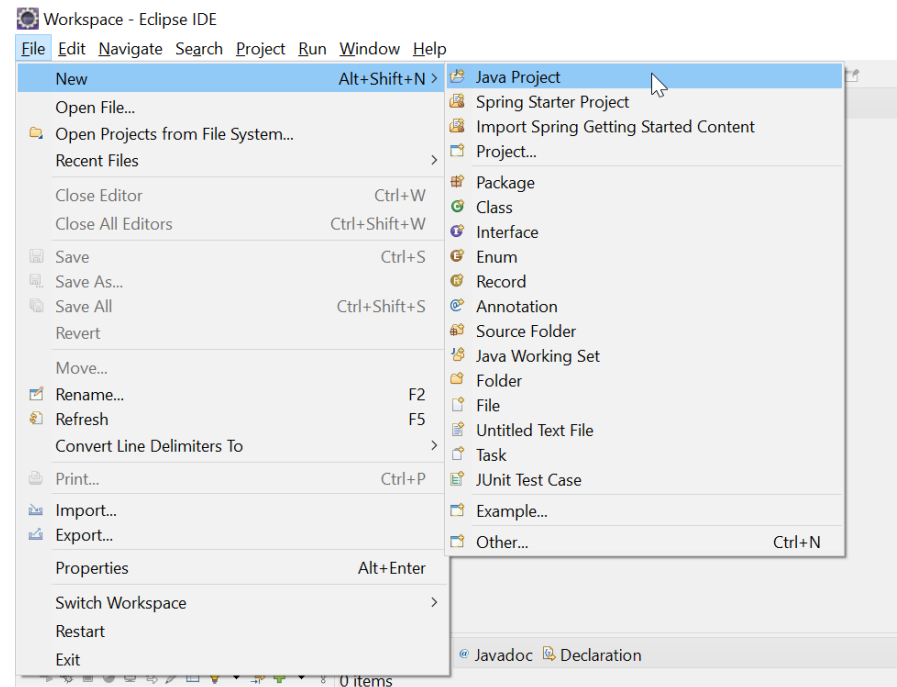 Workspace - Eclipse IDE
File Edit Navigate Search Project Run Window Help
New Alt+Shift+N >
Open File...
Open Projects from File System...
Recent Files >
Close Editor Ctrl+W
Close All Editors Ctrl+Shift+W
Save Ctrl+S
Save As...
Save All Ctrl+Shift+S
Revert
Move...
Rename... F2
Refresh F5
Convert Line Delimiters To >
Print... Ctrl+P
Import...
Export...
Properties Alt+Enter
Switch Workspace >
Restart
Exit
Java Project
Spring Starter Project
Import Spring Getting Started Content
Project...
Package
Class
Interface
Enum
Record
Annotation
Source Folder
Java Working Set
Folder
File
Untitled Text File
Task
JUnit Test Case
Example...
Other... Ctrl+N
@ Javadoc Declaration
0 items